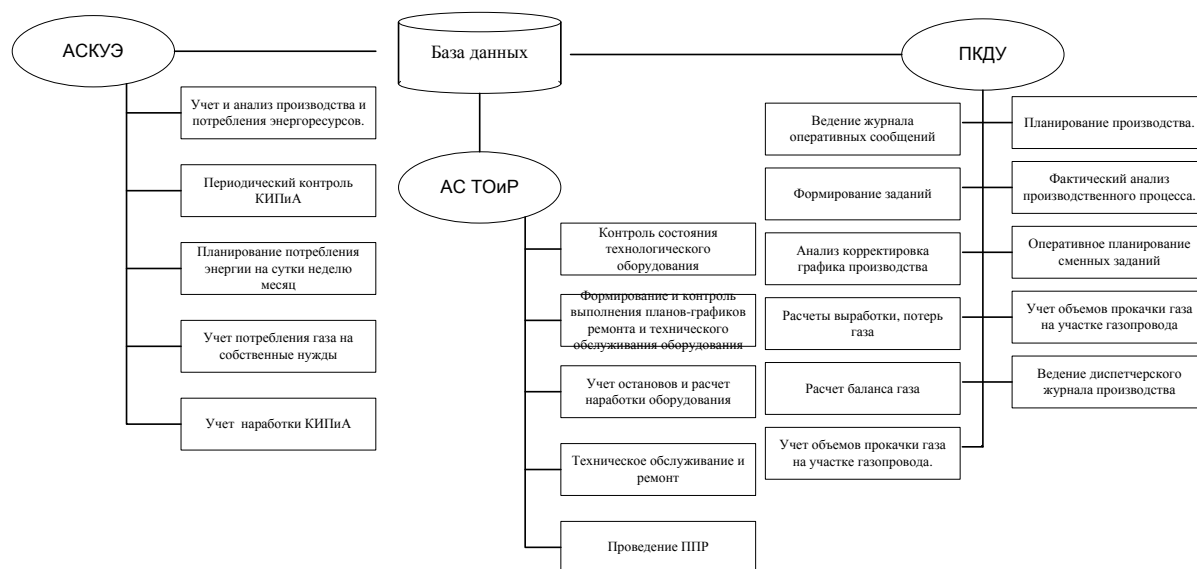 АСКУЭ
База данных
ПКДУ
Учет и анализ производства и
потребления энергоресурсов.
Периодический контроль
КИПиА
Планирование потребления
энергии на сутки неделю
месяц
Учет потребления газа на
собственные нужды
Учет наработки КИПиА
АС ТОиР
Контроль состояния
технологического
оборудования
Формирование и контроль
выполнения планов-графиков
ремонта и технического
обслуживания оборудования
Учет остановов и расчет
наработки оборудования
Техническое обслуживание и
ремонт
Проведение ППР
Ведение журнала
оперативных сообщений
Формирование заданий
Анализ корректировка
графика производства
Расчеты выработки, потерь
газа
Расчет баланса газа
Учет объемов прокачки газа
на участке газопровода.
Планирование производства.
Фактический анализ
производственного процесса.
Оперативное планирование
сменных заданий
Учет объемов прокачки газа
на участке газопровода
Ведение диспетчерского
журнала производства